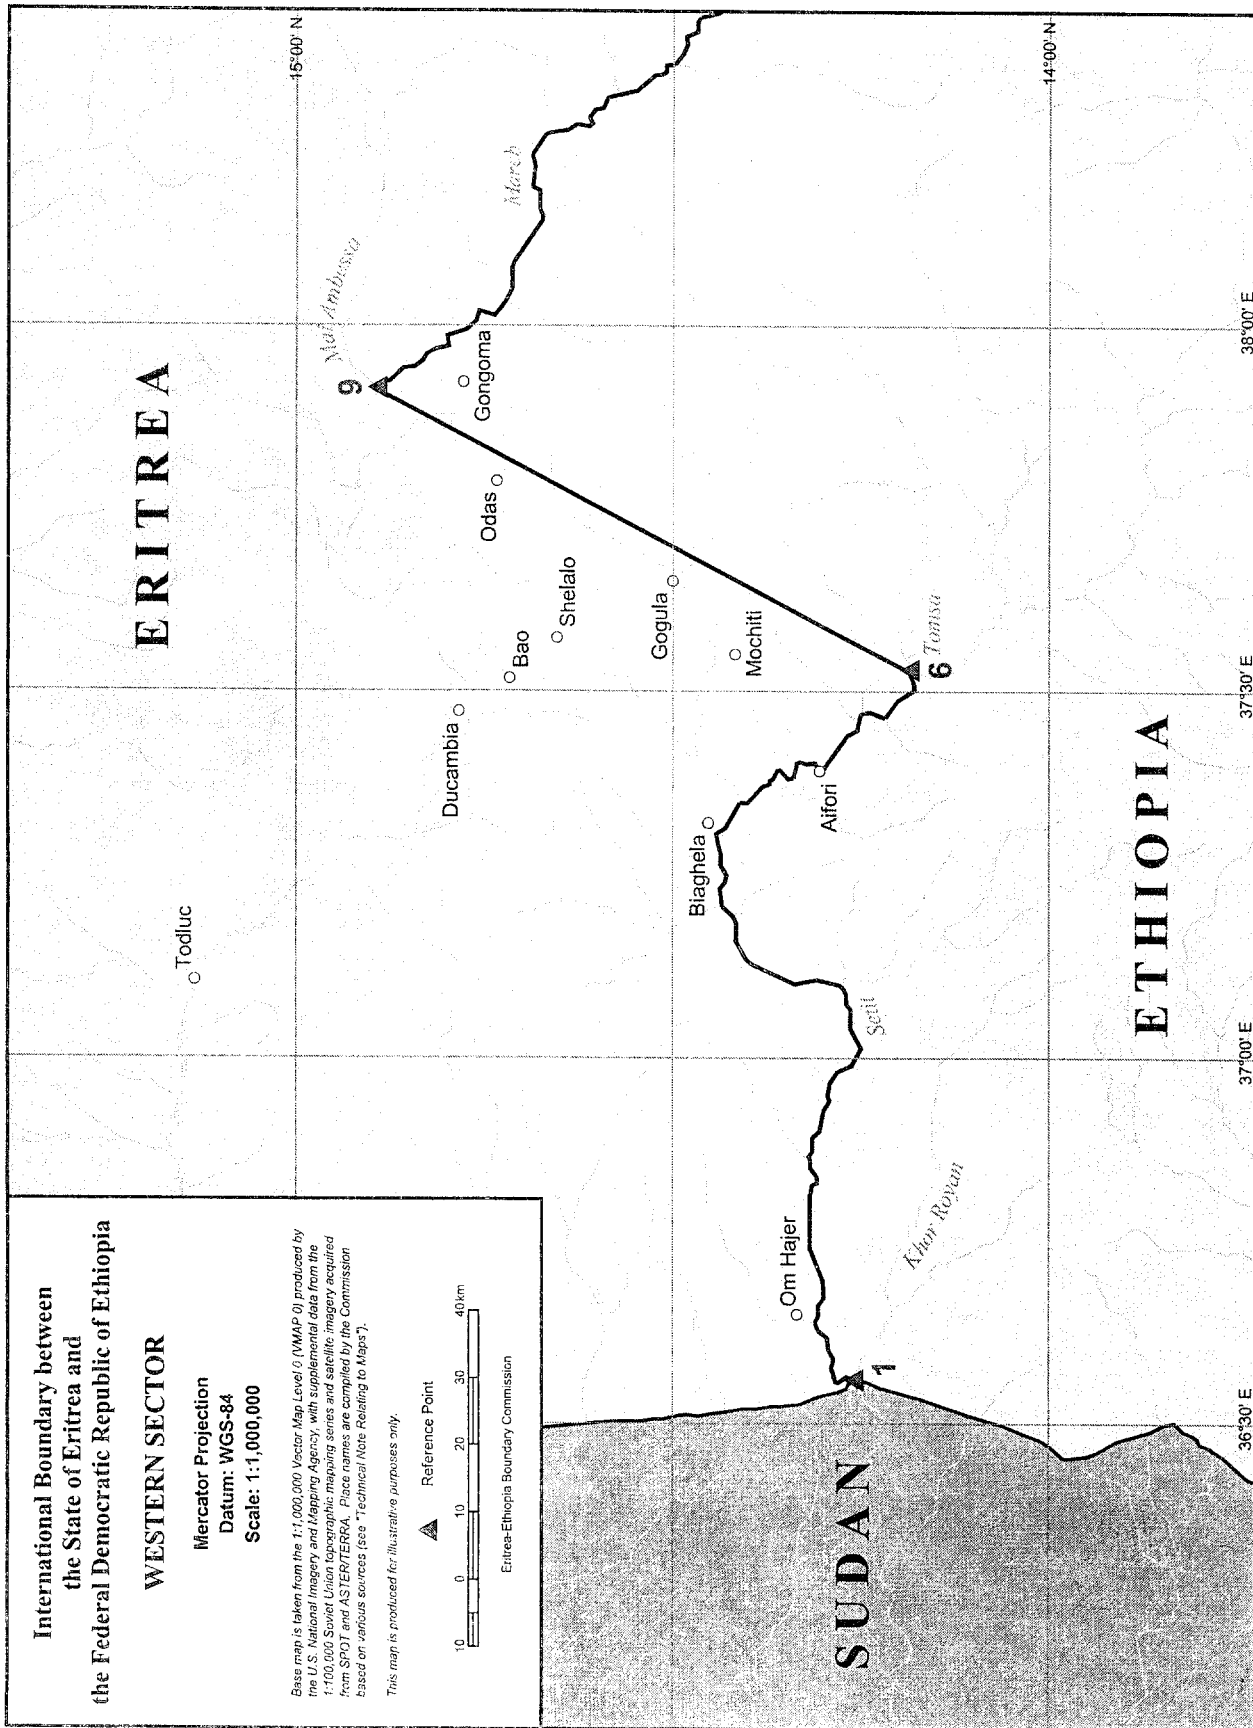 International Boundary between
the State of Eritrea and
the Federal Democratic Republic of Ethiopia
WESTERN SECTOR
Mercator Projection
Datum: WGS-84
Scale: 1:1,000,000
Base map is taken from the 1:1,000,000 Vector Map Level 0 (VMAP 0) produced by
the U.S. National Imagery and Mapping Agency, with supplemental data from the
1:100,000 Soviet Union topographic mapping series and satellite imagery acquired
from SPOT and ASTER/TERRA. Place names are compiled by the Commission
based on various sources (see "Technical Note Relating to Maps").
This map is produced for illustrative purposes only.
Reference Point
10 0 10 20 30 40 km
Eritrea-Ethiopia Boundary Commission
ERITREA
15°00' N
Todluc
Mai Ambessa
9
Gongoma
Ducambia
Odas
Bao
Mareb
Shelalo
Gogula
Biaghela
Mochiti
Om Hajer
Aifori
1
Setit
6
Tomsa
Khor Royan
SUDAN
14°00' N
ETHIOPIA
36°30' E
37°00' E
37°30' E
38°00' E